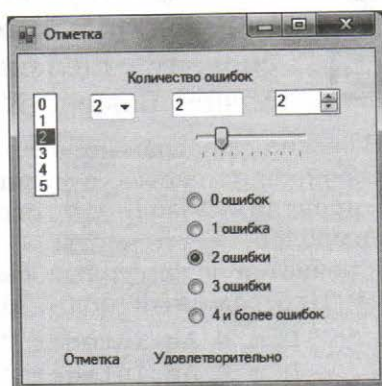 Отметка
Количество ошибок
0
1
2
3
4
5
2
2
2
0 ошибок
1 ошибка
2 ошибки
3 ошибки
4 и более ошибок
Отметка Удовлетворительно